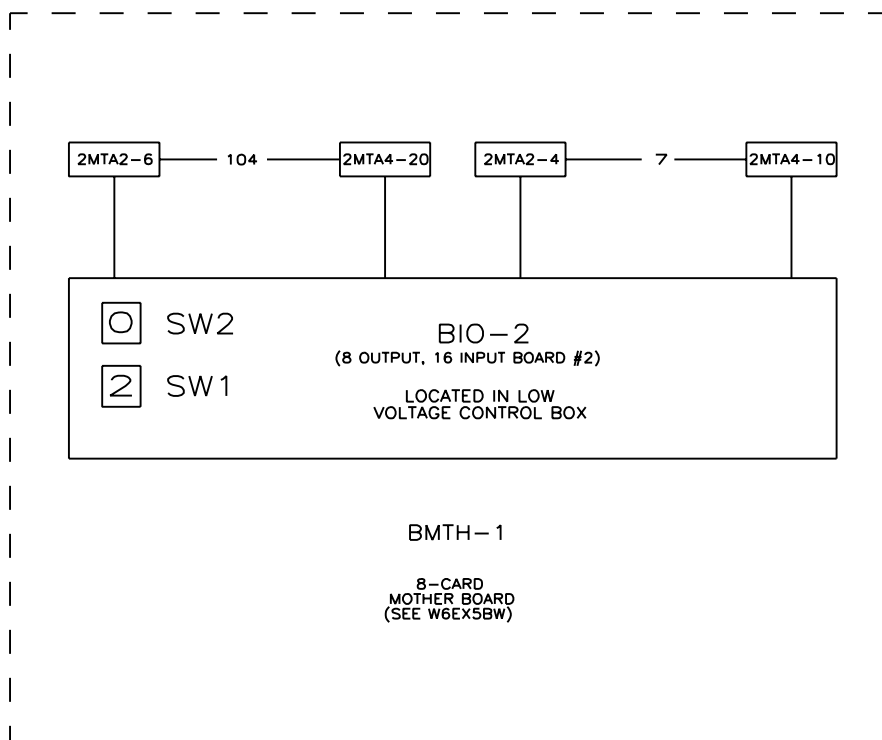 2MTA2-6 104 2MTA4-20 2MTA2-4 7 2MTA4-10
0 SW2
BIO-2
(8 OUTPUT, 16 INPUT BOARD #2)
2 SW1
LOCATED IN LOW
VOLTAGE CONTROL BOX
BMTH-1
8-CARD
MOTHER BOARD
(SEE W6EX5BW)